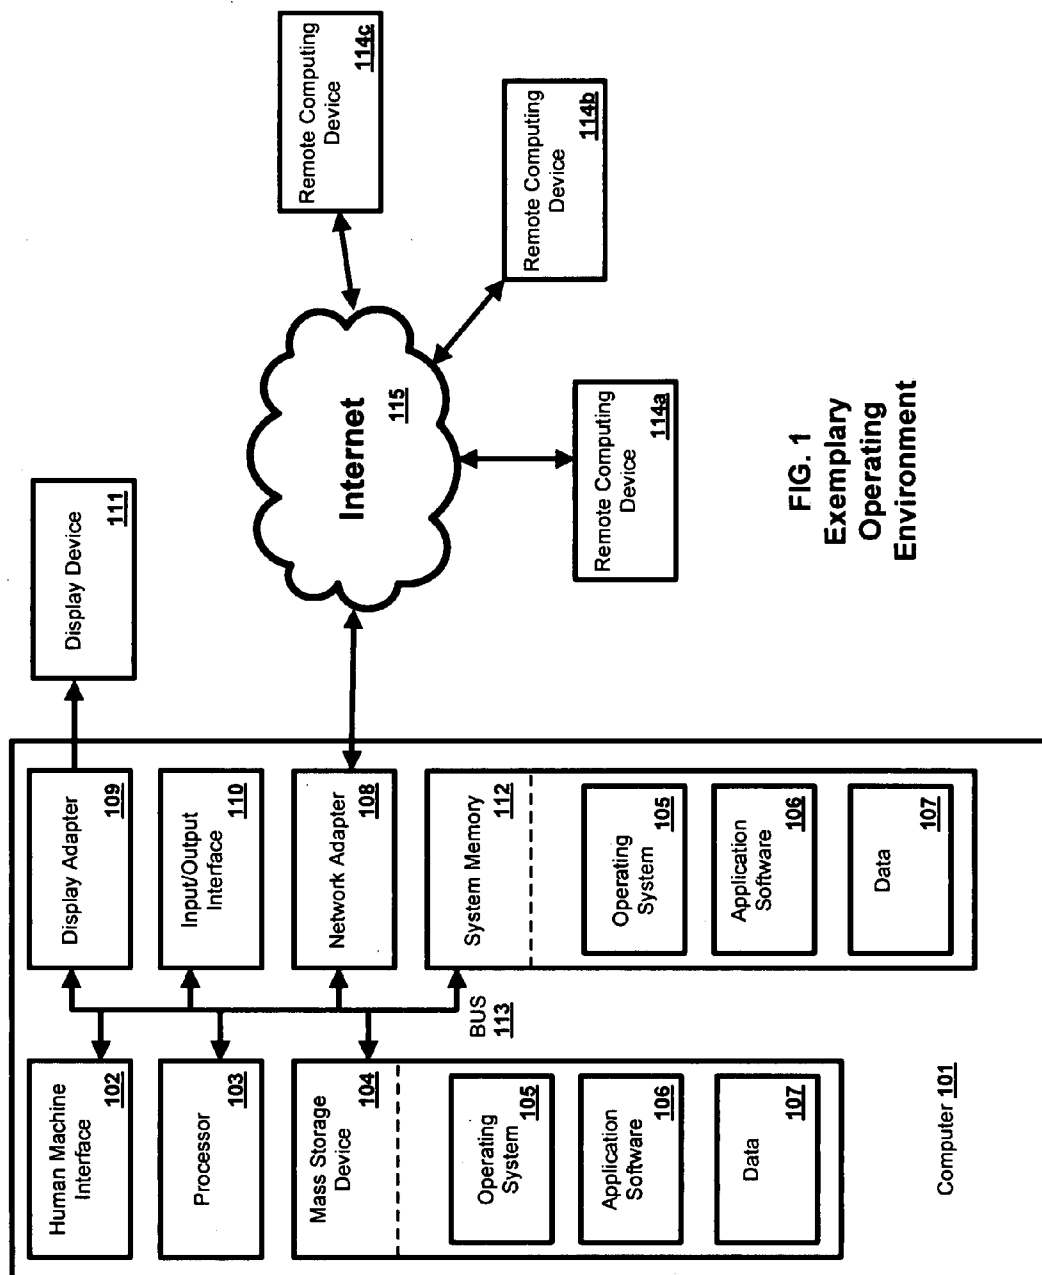 Human Machine
Interface
102
Processor
103
Mass Storage
Device
104
Operating
System
105
Application
Software
106
Data
107
Computer 101
BUS
113
Display Adapter
109
Input/Output
Interface
110
Network Adapter
108
System Memory
112
Operating
System
105
Application
Software
106
Data
107
Display Device
111
Internet
115
Remote Computing
Device
114a
Remote Computing
Device
114b
Remote Computing
Device
114c
FIG. 1
Exemplary
Operating
Environment